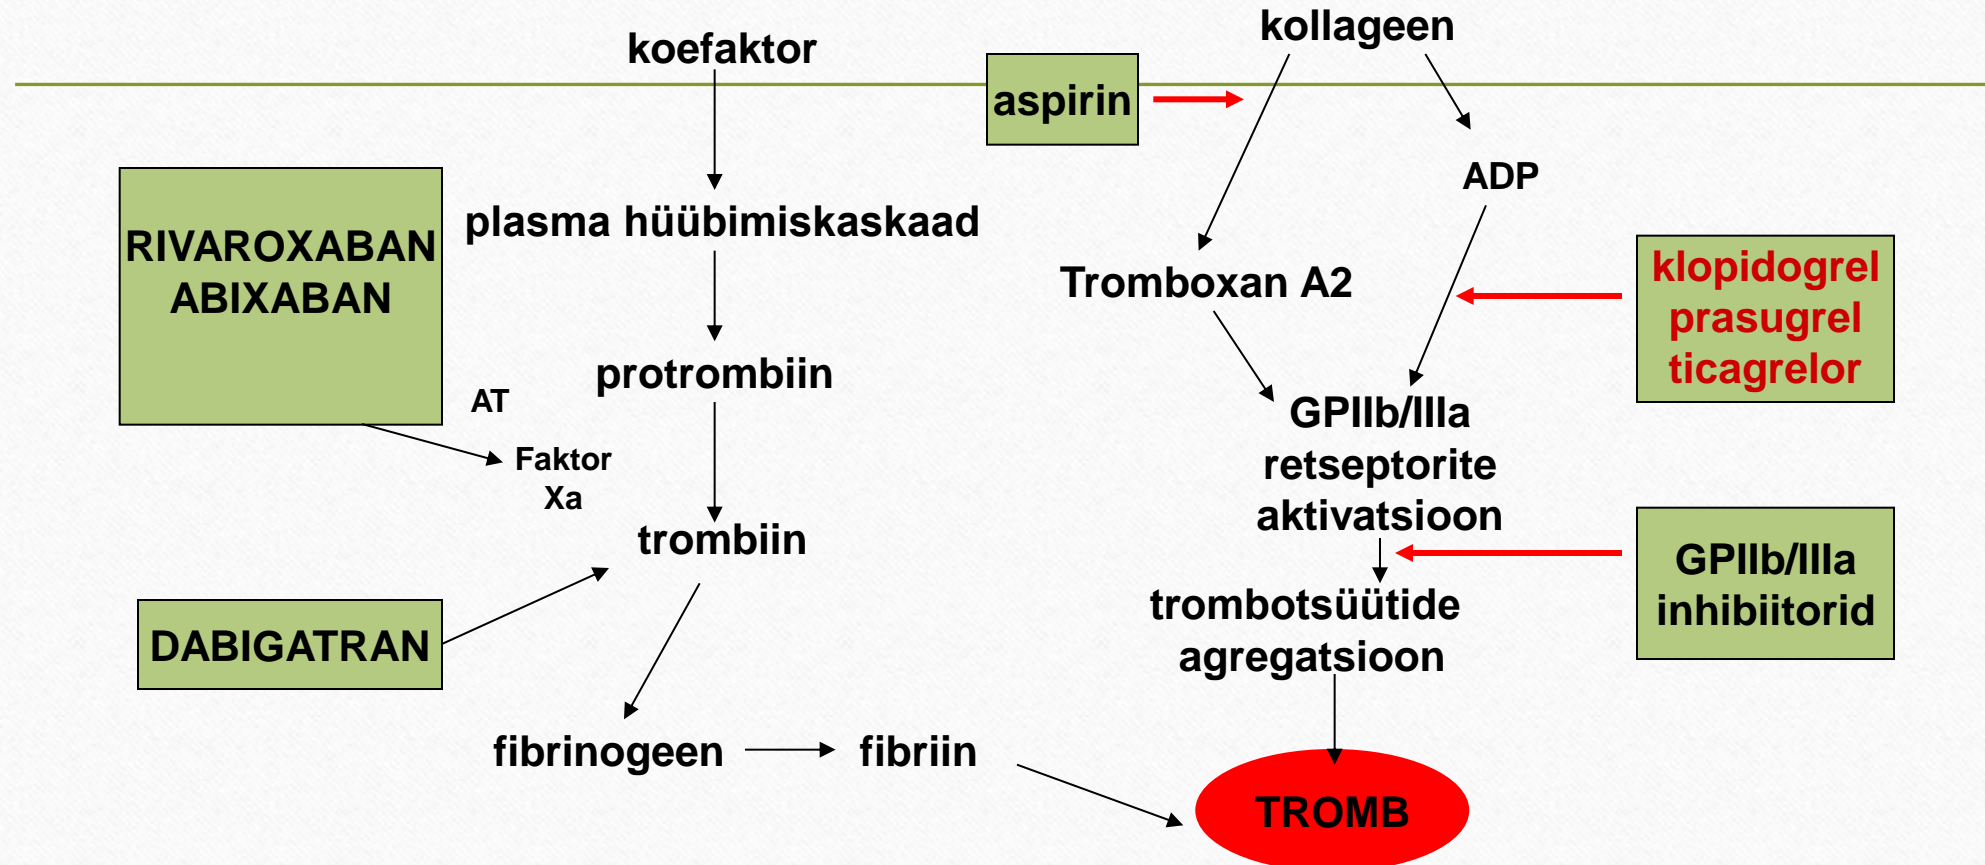 koefaktor
kollageen
aspirin
ADP
RIVAROXABAN
ABIXABAN
plasma hüübimiskaskaad
Tromboxan A2
klopidogrel
prasugrel
ticagrelor
protrombiin
AT
Faktor
Xa
GPIIb/IIIa
retseptorite
aktivatsioon
trombiin
GPIIb/IIIa
inhibiitorid
DABIGATRAN
trombotsüütide
agregatsioon
fibrinogeen
fibriin
TROMB